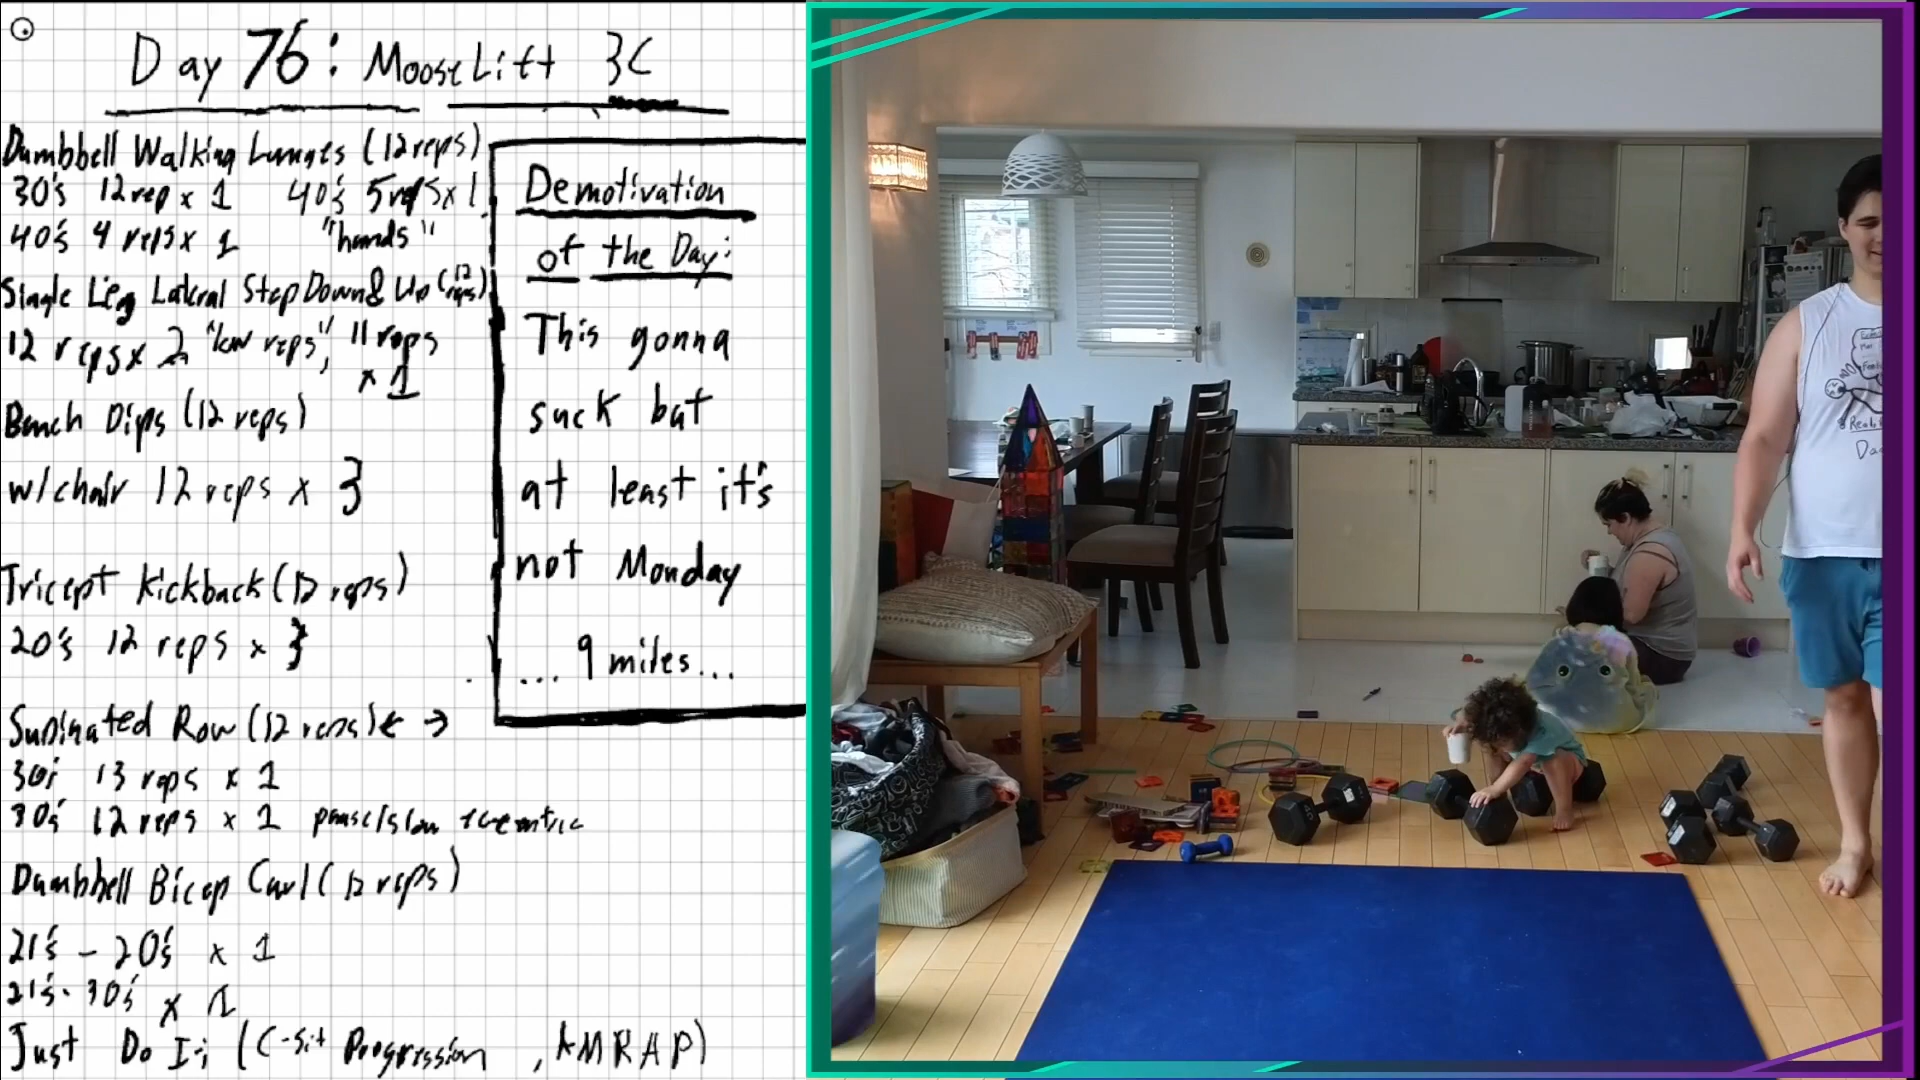 Day 76: MooseLift 3C
Dumbbell Walking Lunges (12 reps)
30's 12 rep x 1 40's 5 reps x 1
40's 4 reps x 1 "hands"
Single Leg Lateral Step Down & Up (12 reps)
12 reps x 2 "low reps", 11 reps
x 1
Bench Dips (12 reps)
w/chair 12 reps x 3
Tricept Kickback (12 reps)
20's 12 reps x 3
Supinated Row (12 reps) ← →
30's 13 reps x 1
30's 12 reps x 1 pause/slow
Dumbbell Bicep Curl (12 reps)
21's - 20's x 1
21's - 30's x 1
Just Do It (C-sit Progression, AMRAP)
Demotivation
of the Day:
This gonna
suck but
at least it's
not Monday
... 9 miles...